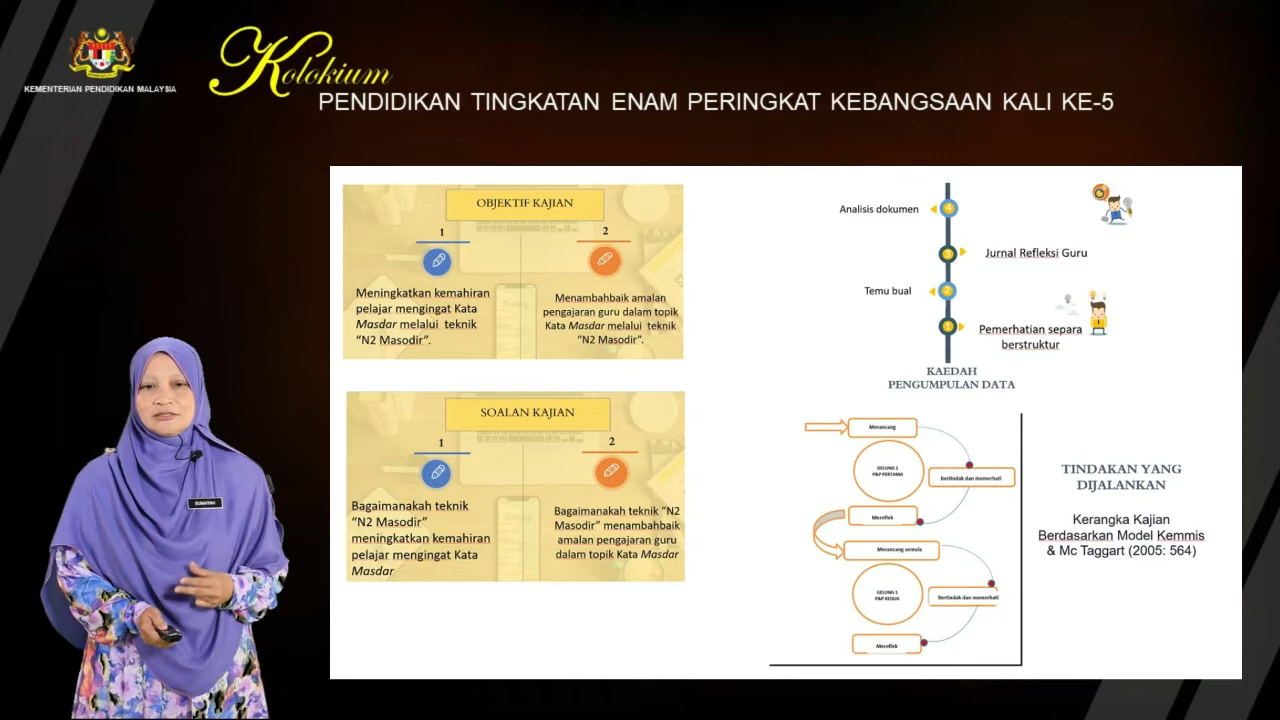 KEMENTERIAN PENDIDIKAN MALAYSIA
Kolokium
PENDIDIKAN TINGKATAN ENAM PERINGKAT KEBANGSAAN KALI KE-5
OBJEKTIF KAJIAN
1
Meningkatkan kemahiran
pelajar mengingat Kata
Masdar melalui teknik
“N2 Masodir”.
2
Menambahbaik amalan
pengajaran guru dalam topik
Kata Masdar melalui teknik
“N2 Masodir”.
SOALAN KAJIAN
1
Bagaimanakah teknik
“N2 Masodir”
meningkatkan kemahiran
pelajar mengingat Kata
Masdar
2
Bagaimanakah teknik “N2
Masodir” menambahbaik
amalan pengajaran guru
dalam topik Kata Masdar
Analisis dokumen
4
3
Jurnal Refleksi Guru
Temu bual
2
1
Pemerhatian separa
berstruktur
KAEDAH
PENGUMPULAN DATA
Merancang
GELUNG 1
P&P PERTAMA
Bertindak dan memerhati
Mereflek
Merancang semula
GELUNG 1
P&P KEDUA
Bertindak dan memerhati
Mereflek
TINDAKAN YANG
DIJALANKAN
Kerangka Kajian
Berdasarkan Model Kemmis
& Mc Taggart (2005: 564)
SUMAIYAH